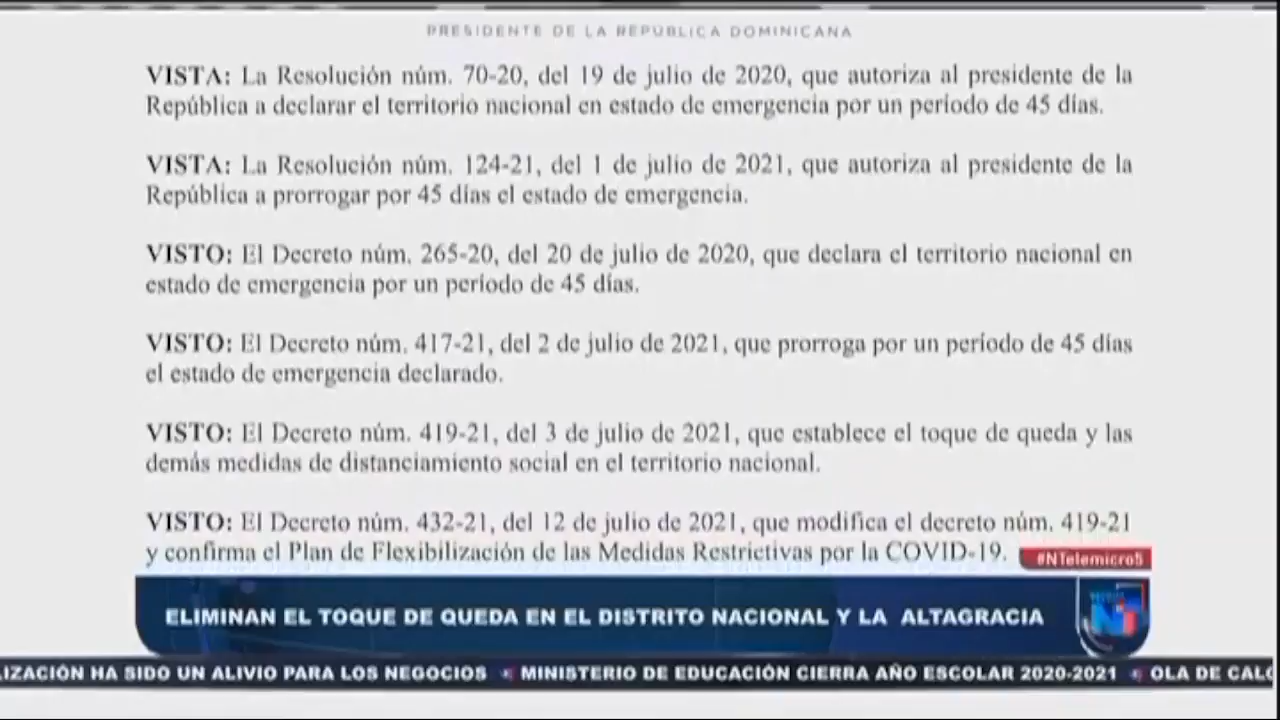 PRESIDENTE DE LA REPÚBLICA DOMINICANA
VISTA: La Resolución núm. 70-20, del 19 de julio de 2020, que autoriza al presidente de la
República a declarar el territorio nacional en estado de emergencia por un período de 45 días.
VISTA: La Resolución núm. 124-21, del 1 de julio de 2021, que autoriza al presidente de la
República a prorrogar por 45 días el estado de emergencia.
VISTO: El Decreto núm. 265-20, del 20 de julio de 2020, que declara el territorio nacional en
estado de emergencia por un período de 45 días.
VISTO: El Decreto núm. 417-21, del 2 de julio de 2021, que prorroga por un período de 45 días
el estado de emergencia declarado.
VISTO: El Decreto núm. 419-21, del 3 de julio de 2021, que establece el toque de queda y las
demás medidas de distanciamiento social en el territorio nacional.
VISTO: El Decreto núm. 432-21, del 12 de julio de 2021, que modifica el decreto núm. 419-21
y confirma el Plan de Flexibilización de las Medidas Restrictivas por la COVID-19.
#NTelemicro5
ELIMINAN EL TOQUE DE QUEDA EN EL DISTRITO NACIONAL Y LA ALTAGRACIA
LIZACIÓN HA SIDO UN ALIVIO PARA LOS NEGOCIOS MINISTERIO DE EDUCACIÓN CIERRA AÑO ESCOLAR 2020-2021 OLA DE CALO